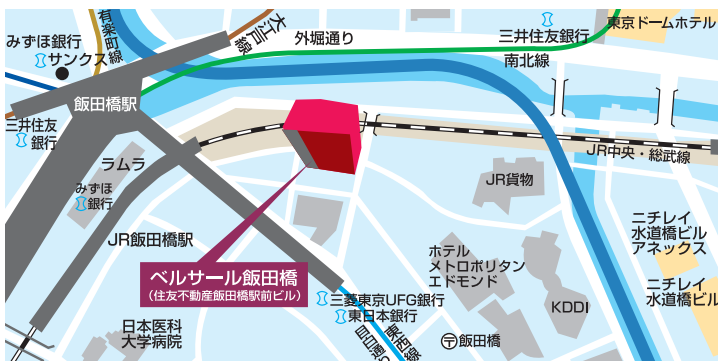 有楽町線
大江戸線
外堀通り
三井住友銀行
東京ドームホテル
みずほ銀行
サンクス
南北線
飯田橋駅
三井住友
銀行
ラムラ
JR中央・総武線
みずほ
銀行
JR貨物
JR飯田橋駅
ニチレイ
水道橋ビル
アネックス
ホテル
メトロポリタン
エドモンド
ベルサール飯田橋
(住友不動産飯田橋駅前ビル)
ニチレイ
水道橋ビル
三菱東京UFG銀行
KDDI
東日本銀行
日本医科
大学病院
目白通り
東西線
〒飯田橋